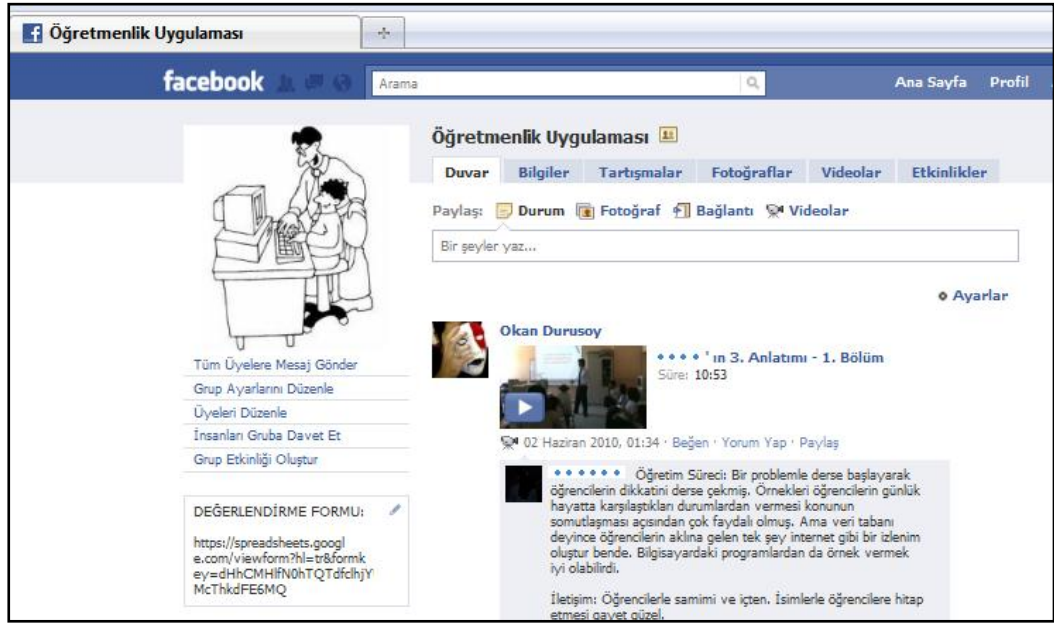 Öğretmenlik Uygulaması
facebook
Arama
Ana Sayfa Profil
Öğretmenlik Uygulaması
Duvar Bilgiler Tartışmalar Fotoğraflar Videolar Etkinlikler
Paylaş: Durum Fotoğraf Bağlantı Videolar
Bir şeyler yaz...
Ayarlar
Tüm Üyelere Mesaj Gönder
Grup Ayarlarını Düzenle
Üyeleri Düzenle
İnsanları Gruba Davet Et
Grup Etkinliği Oluştur
DEĞERLENDİRME FORMU:
https://spreadsheets.googl
e.com/viewform?hl=tr&formk
ey=dHhCMHlfN0hTQTdfclhjY
McThkdFE6MQ
Okan Durusoy
' ın 3. Anlatımı - 1. Bölüm
Süre: 10:53
02 Haziran 2010, 01:34 · Beğen · Yorum Yap · Paylaş
Öğretim Süreci: Bir problemle derse başlayarak
öğrencilerin dikkatini derse çekmiş. Örnekleri öğrencilerin günlük
hayatta karşılaştıkları durumlardan vermesi konunun
somutlaşması açısından çok faydalı olmuş. Ama veri tabanı
deyince öğrencilerin aklına gelen tek şey internet gibi bir izlenim
oluştur bende. Bilgisayardaki programlardan da örnek vermek
iyi olabilirdi.
İletişim: Öğrencilerle samimi ve içten. İsimlerle öğrencilere hitap
etmesi gayet güzel.